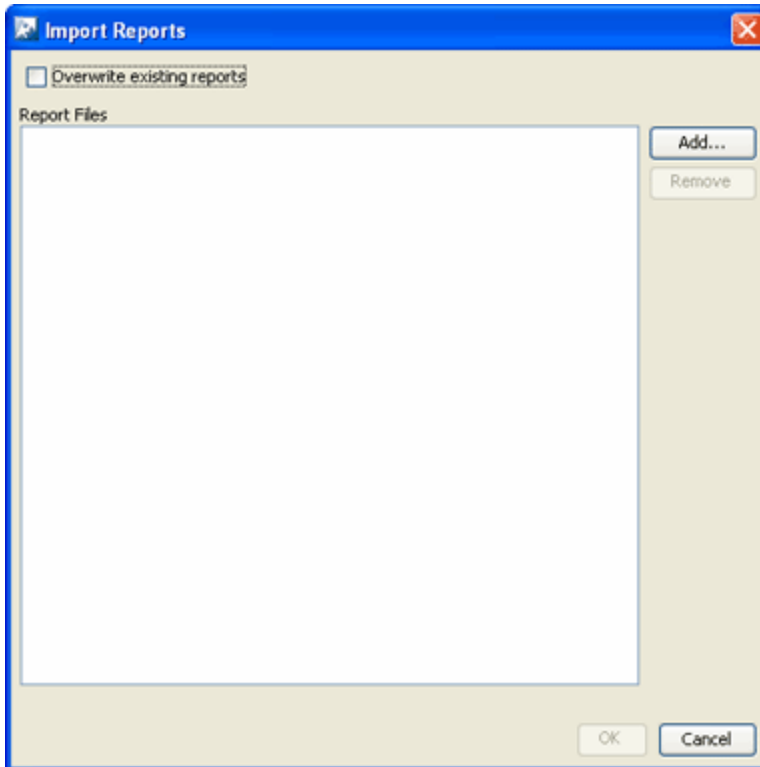 Import Reports
Overwrite existing reports
Report Files
Add...
Remove
OK
Cancel